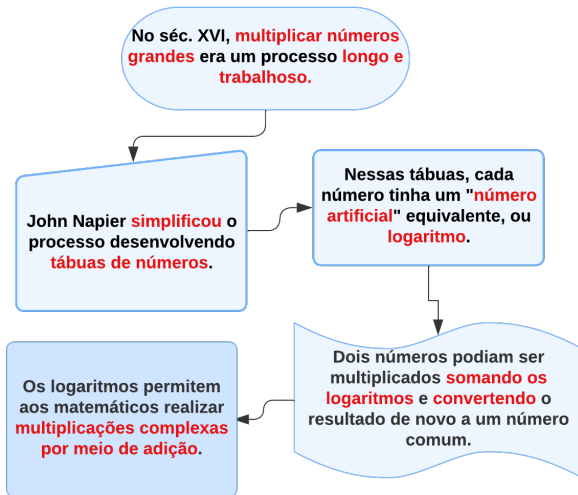 No séc. XVI, multiplicar números
grandes era um processo longo e
trabalhoso.
John Napier simplificou o
processo desenvolvendo
tábuas de números.
Nessas tábuas, cada
número tinha um "número
artificial" equivalente, ou
logaritmo.
Dois números podiam ser
multiplicados somando os
logaritmos e convertendo o
resultado de novo a um número
comum.
Os logaritmos permitem
aos matemáticos realizar
multiplicações complexas
por meio de adição.